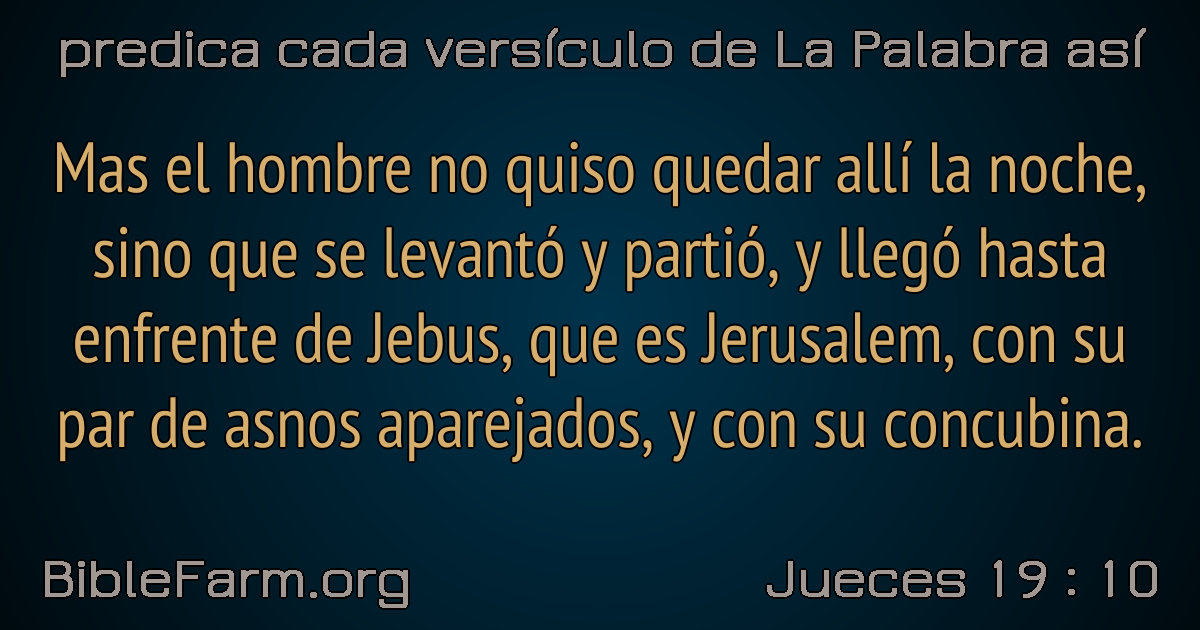 predica cada versículo de La Palabra así
Mas el hombre no quiso quedar allí la noche,
sino que se levantó y partió, y llegó hasta
enfrente de Jebus, que es Jerusalem, con su
par de asnos aparejados, y con su concubina.
BibleFarm.org
Jueces 19 : 10